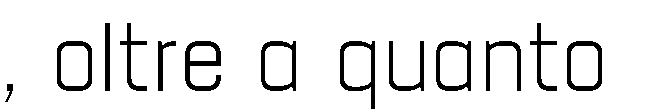 , oltre a quanto